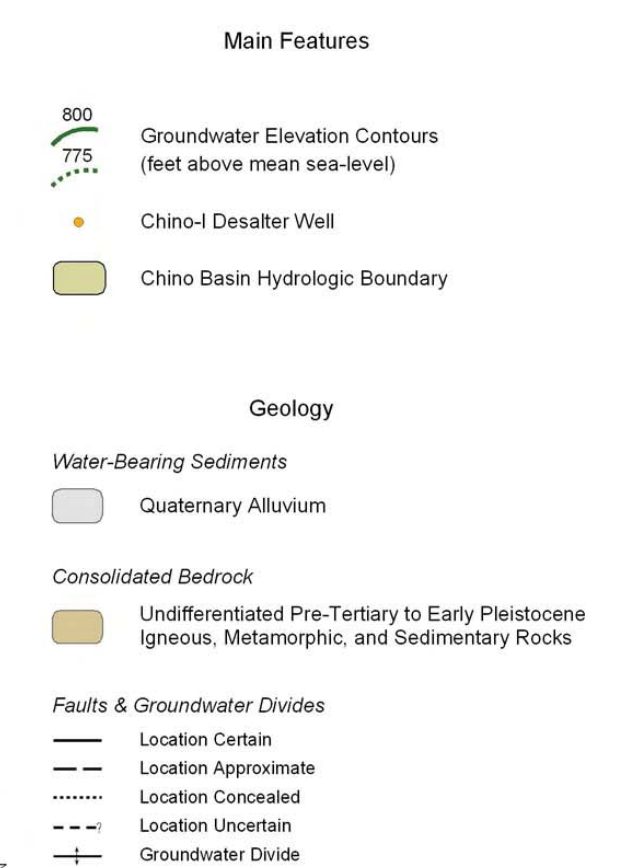 Main Features
800
775
Groundwater Elevation Contours
(feet above mean sea-level)
Chino-I Desalter Well
Chino Basin Hydrologic Boundary
Geology
Water-Bearing Sediments
Quaternary Alluvium
Consolidated Bedrock
Undifferentiated Pre-Tertiary to Early Pleistocene
Igneous, Metamorphic, and Sedimentary Rocks
Faults & Groundwater Divides
Location Certain
Location Approximate
Location Concealed
?
Location Uncertain
Groundwater Divide